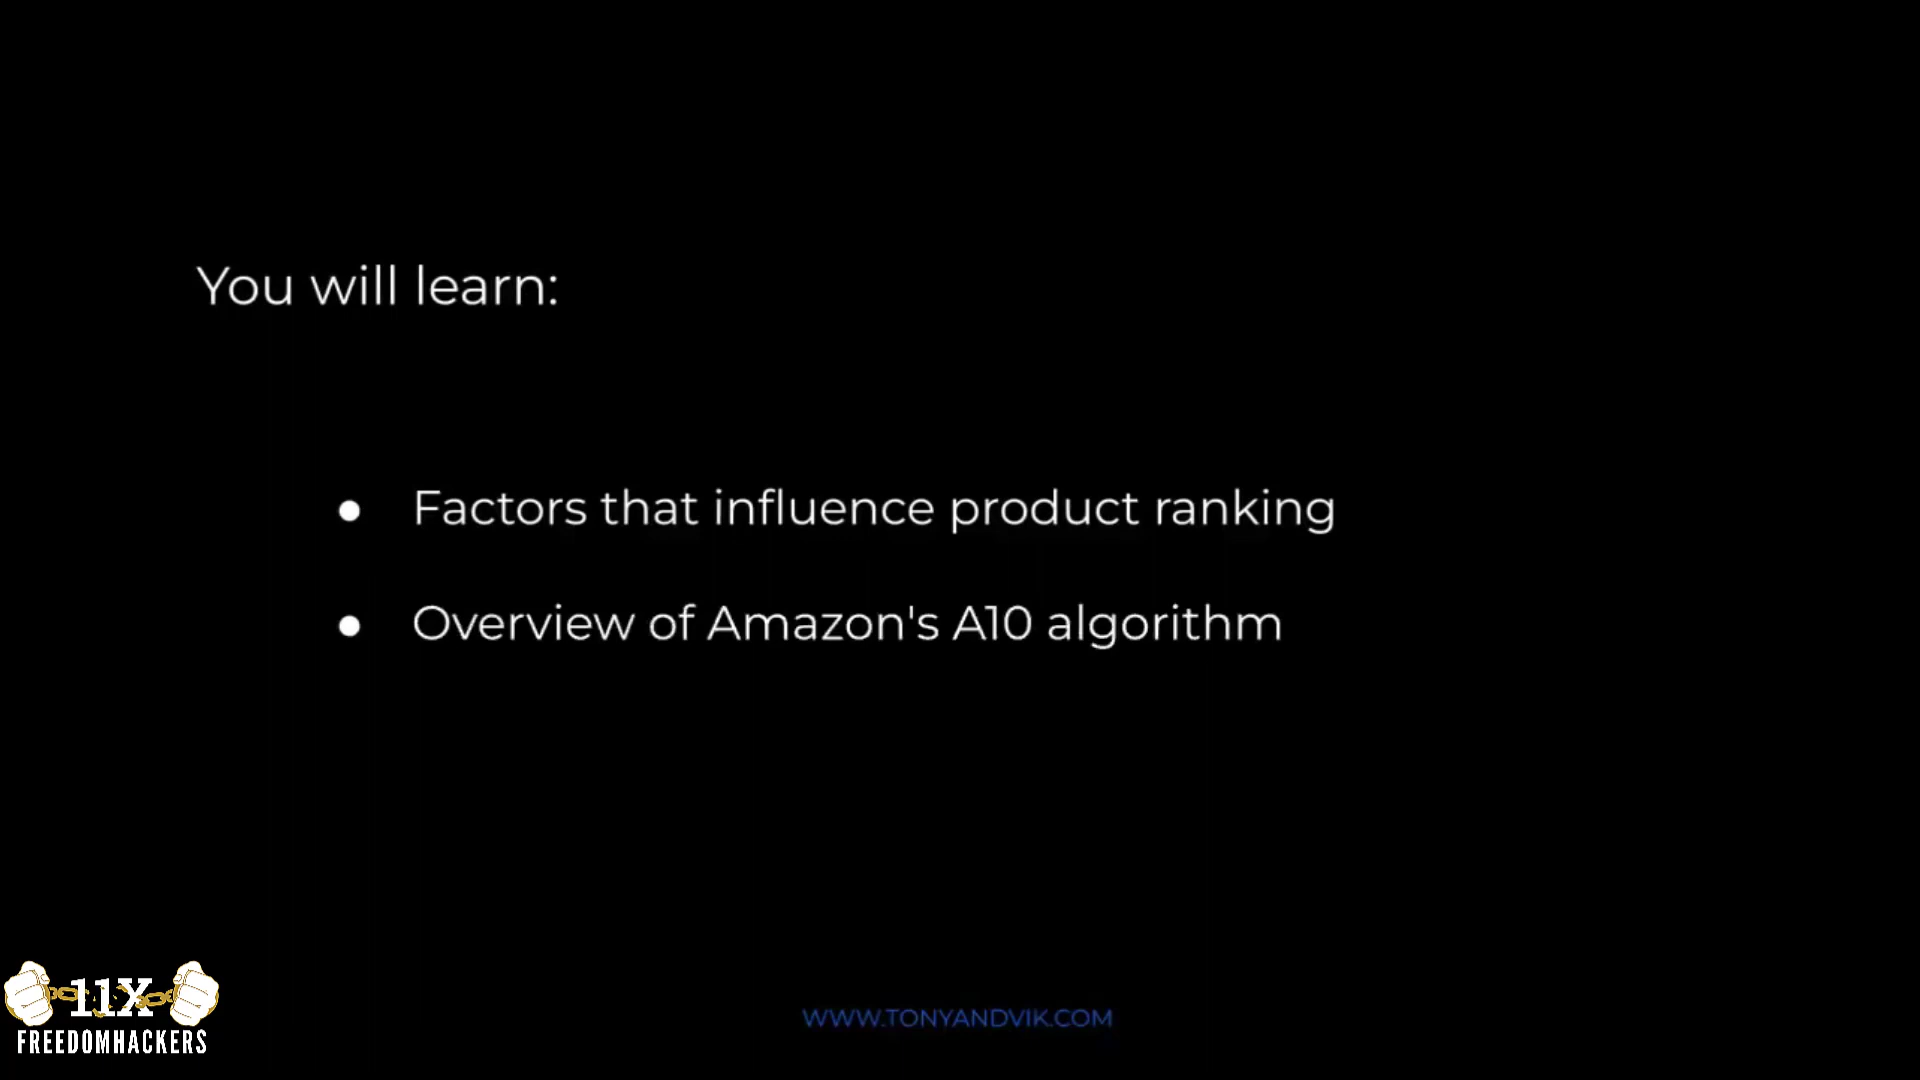 You will learn:
● Factors that influence product ranking
● Overview of Amazon's A10 algorithm
11X
FREEDOMHACKERS
WWW.TONYANDVIK.COM